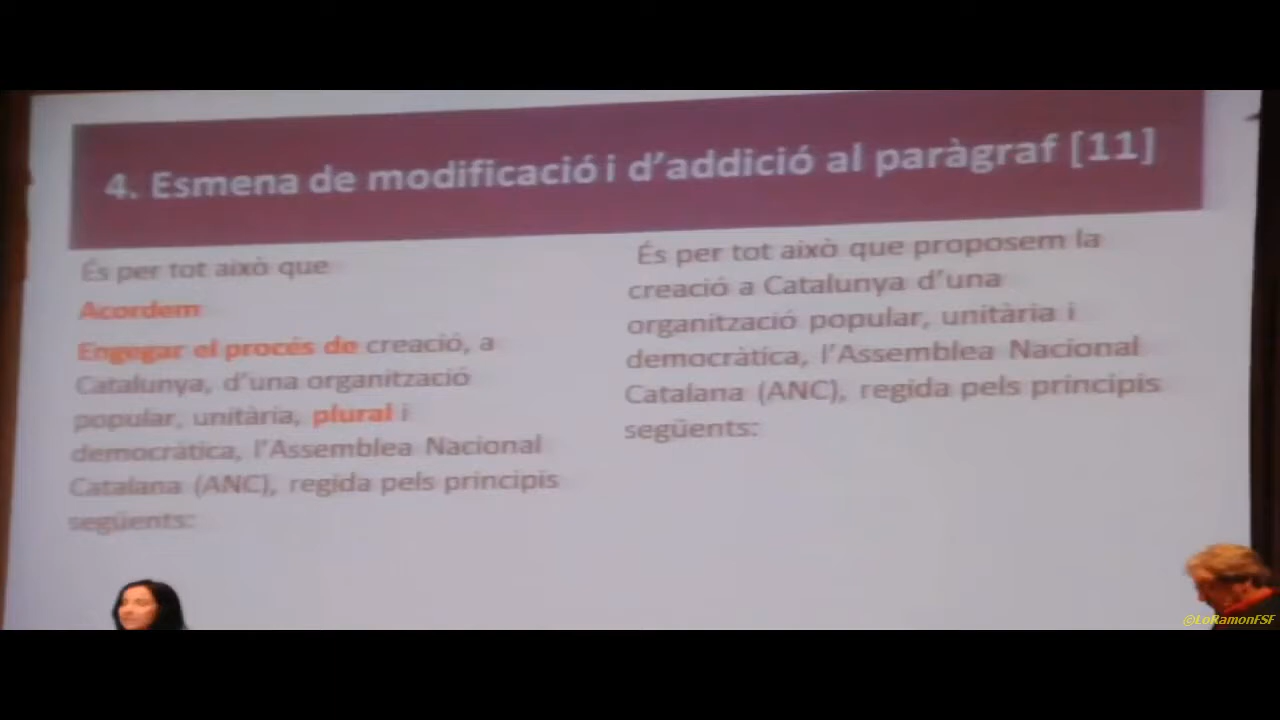 4. Esmena de modificació i d'addició al paràgraf [11]
És per tot això que
Acordem
Engegar el procés de creació, a
Catalunya, d'una organització
popular, unitària, plural i
democràtica, l'Assemblea Nacional
Catalana (ANC), regida pels principis
següents:
És per tot això que proposem la
creació a Catalunya d'una
organització popular, unitària i
democràtica, l'Assemblea Nacional
Catalana (ANC), regida pels principis
següents:
©LoRamonFSF